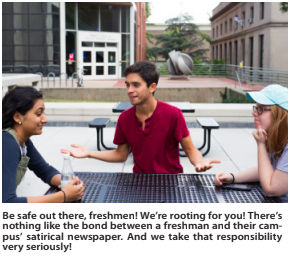 Be safe out there, freshmen! We're rooting for you! There's
nothing like the bond between a freshman and their cam-
pus' satirical newspaper. And we take that responsibility
very seriously!